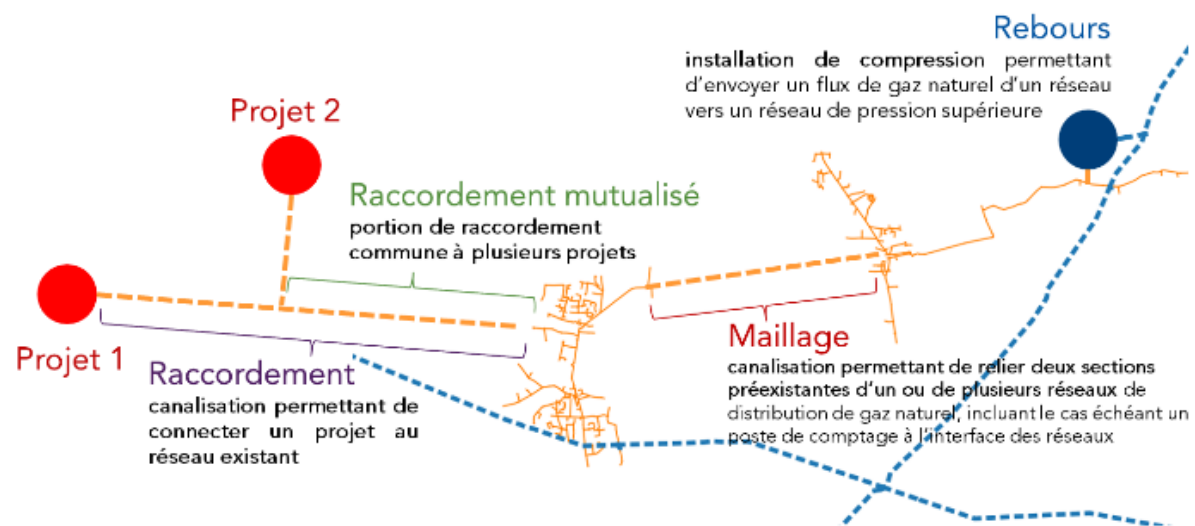 Rebours
installation de compression permettant
d'envoyer un flux de gaz naturel d'un réseau
vers un réseau de pression supérieure
Projet 2
Raccordement mutualisé
portion de raccordement
commune à plusieurs projets
Projet 1
Raccordement
canalisation permettant de
connecter un projet au
réseau existant
Maillage
canalisation permettant de relier deux sections
préexistantes d'un ou de plusieurs réseaux de
distribution de gaz naturel, incluant le cas échéant un
poste de comptage à l'interface des réseaux